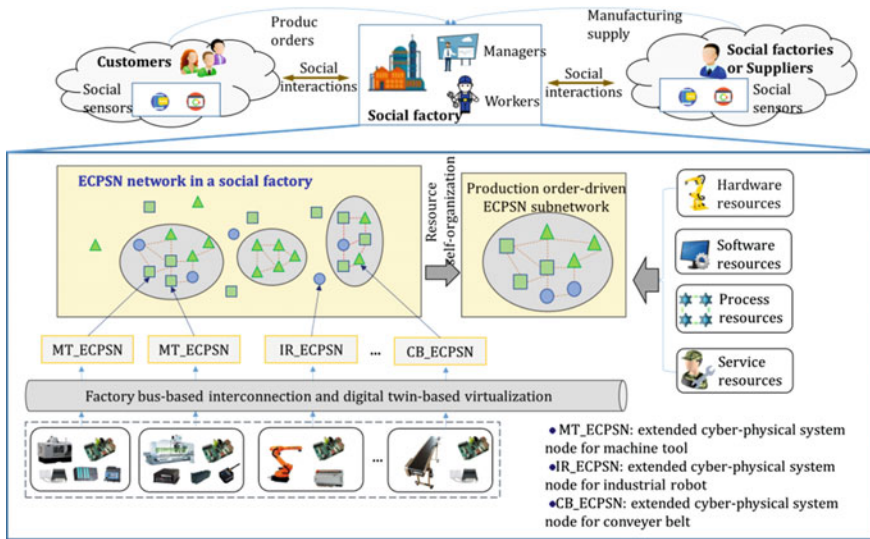 Produc
orders
Manufacturing
supply
Customers
Social
sensors
Social
interactions
Managers
Workers
Social factory
Social
interactions
Social factories
or Suppliers
Social
sensors
ECPSN network in a social factory
Resource
self-organization
Production order-driven
ECPSN subnetwork
Hardware
resources
Software
resources
Process
resources
Service
resources
MT_ECPSN
MT_ECPSN
IR_ECPSN
...
CB_ECPSN
Factory bus-based interconnection and digital twin-based virtualization
...
MT_ECPSN: extended cyber-physical system
node for machine tool
IR_ECPSN: extended cyber-physical system
node for industrial robot
CB_ECPSN: extended cyber-physical system
node for conveyer belt